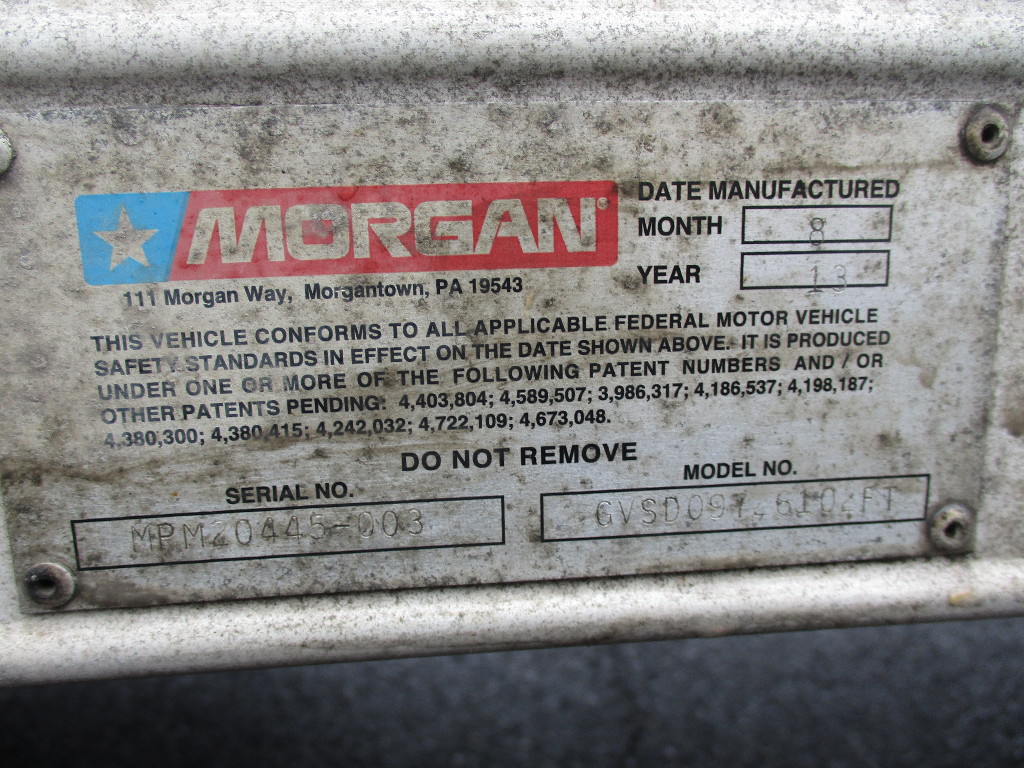 MORGAN
111 Morgan Way, Morgantown, PA 19543
DATE MANUFACTURED
MONTH 8
YEAR 13
THIS VEHICLE CONFORMS TO ALL APPLICABLE FEDERAL MOTOR VEHICLE
SAFETY STANDARDS IN EFFECT ON THE DATE SHOWN ABOVE. IT IS PRODUCED
UNDER ONE OR MORE OF THE FOLLOWING PATENT NUMBERS AND / OR
OTHER PATENTS PENDING: 4,403,804; 4,589,507; 3,986,317; 4,186,537; 4,198,187;
4,380,300; 4,380,415; 4,242,032; 4,722,109; 4,673,048.
DO NOT REMOVE
SERIAL NO.
MPM20445-003
MODEL NO.